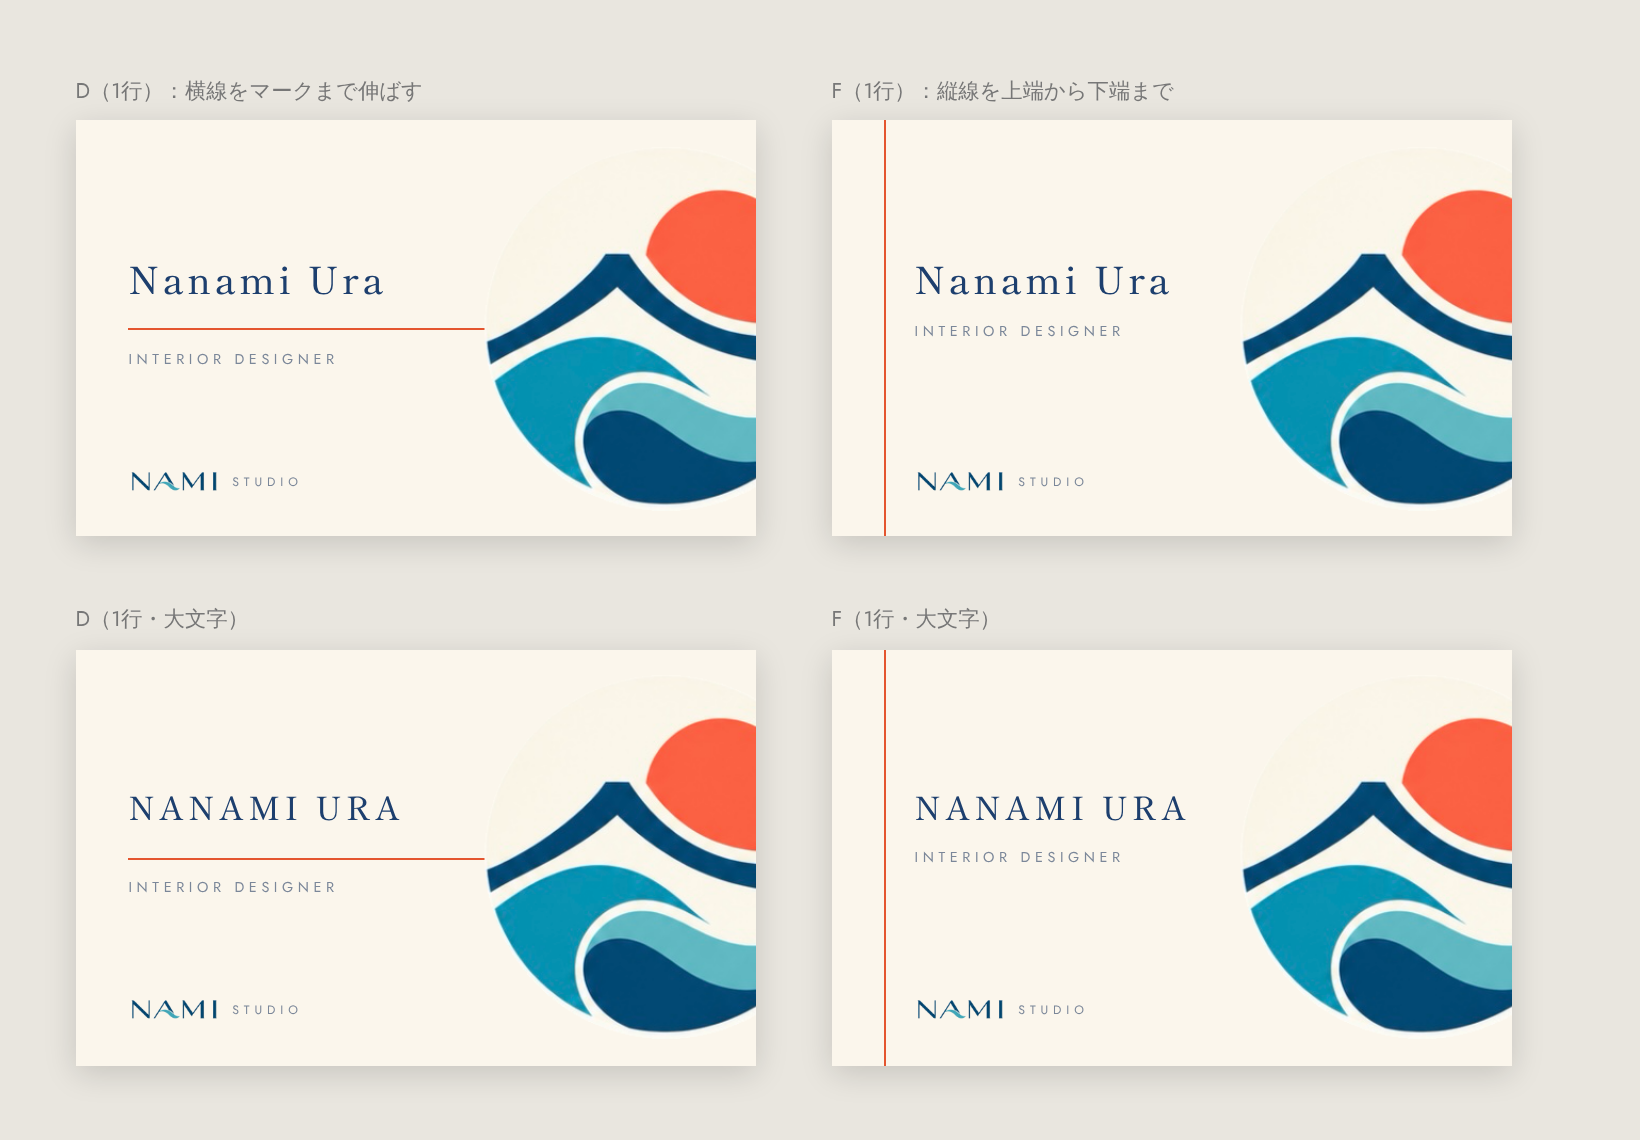 D（1行）：横線をマークまで伸ばす
Nanami Ura
INTERIOR DESIGNER
NAMI STUDIO
F（1行）：縦線を上端から下端まで
Nanami Ura
INTERIOR DESIGNER
NAMI STUDIO
D（1行・大文字）
NANAMI URA
INTERIOR DESIGNER
NAMI STUDIO
F（1行・大文字）
NANAMI URA
INTERIOR DESIGNER
NAMI STUDIO